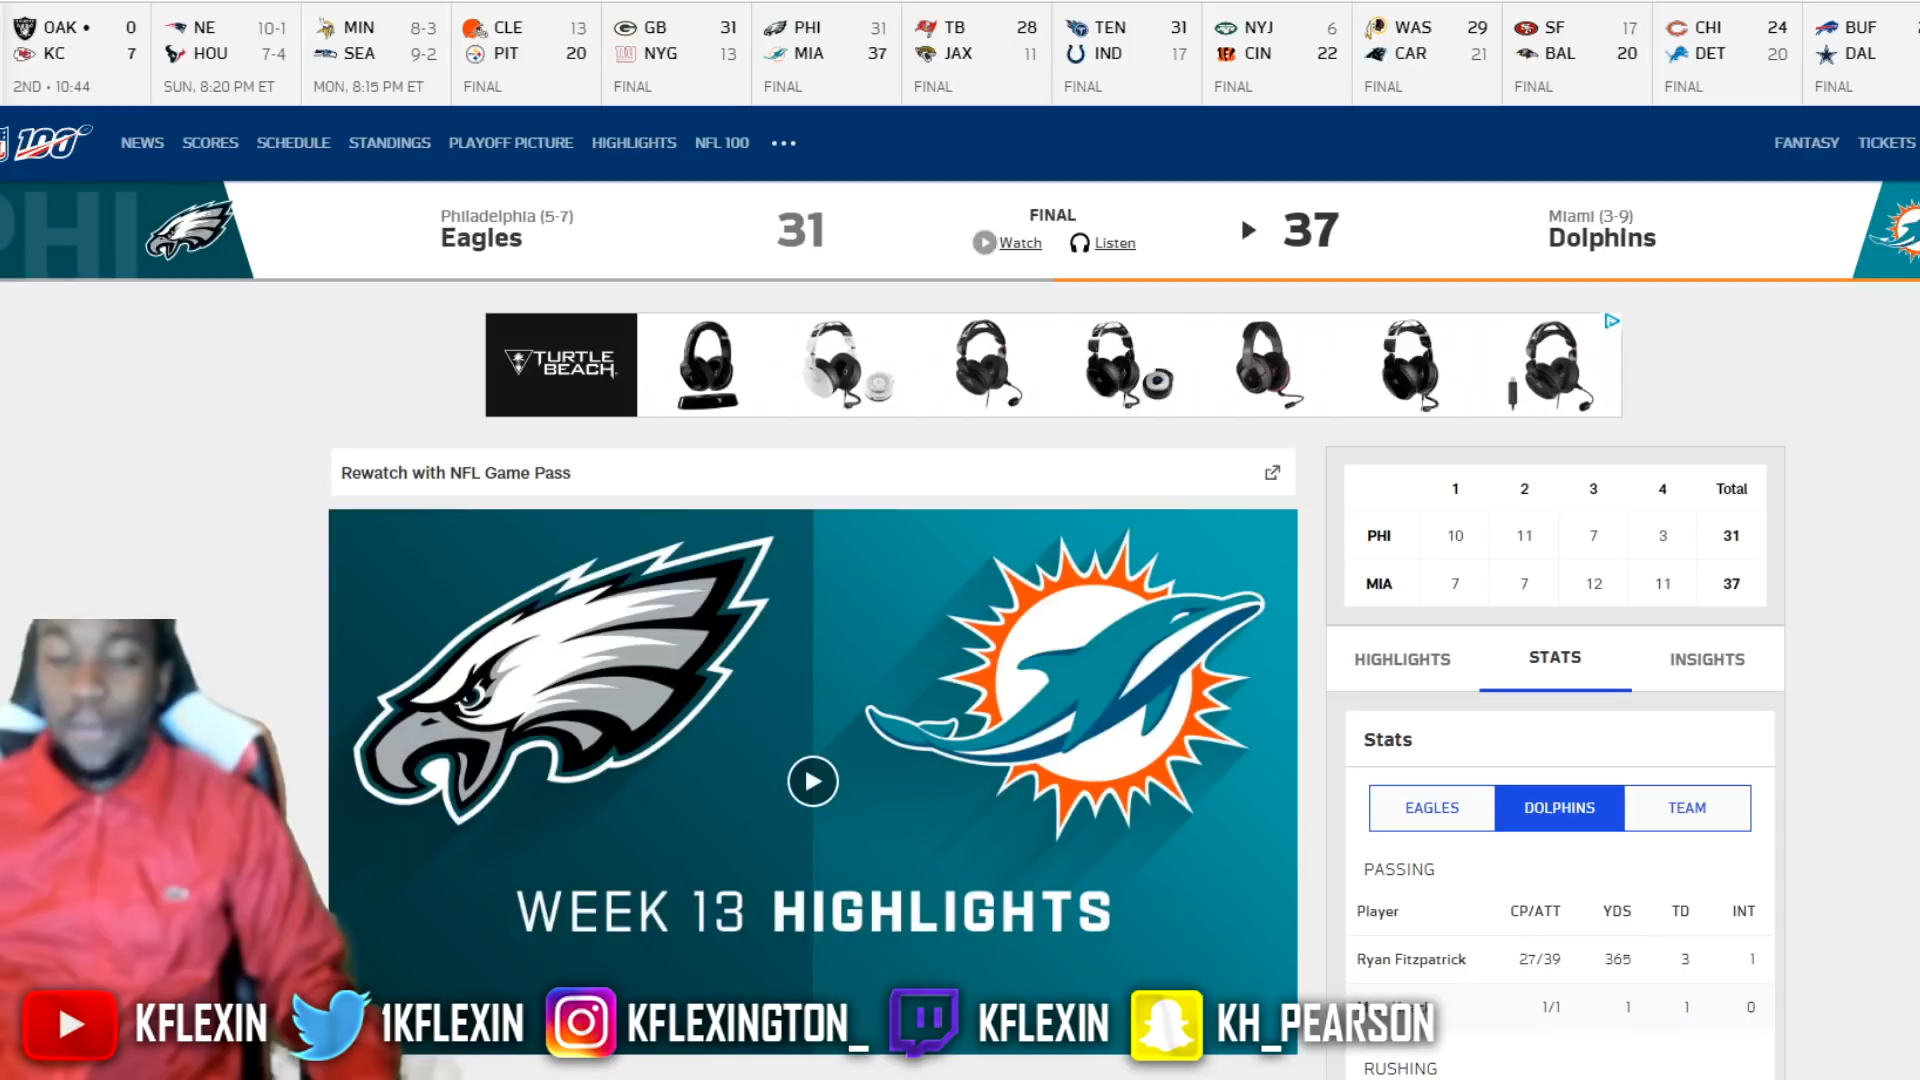 OAK • 0
KC 7
2ND • 10:44
NE 10-1
HOU 7-4
SUN, 8:20 PM ET
MIN 8-3
SEA 9-2
MON, 8:15 PM ET
CLE 13
PIT 20
FINAL
GB 31
NYG 13
FINAL
PHI 31
MIA 37
FINAL
TB 28
JAX 11
FINAL
TEN 31
IND 17
FINAL
NYJ 6
CIN 22
FINAL
WAS 29
CAR 21
FINAL
SF 17
BAL 20
FINAL
CHI 24
DET 20
FINAL
BUF
DAL
FINAL
100 NEWS SCORES SCHEDULE STANDINGS PLAYOFF PICTURE HIGHLIGHTS NFL 100 ••• FANTASY TICKETS
PHI
Philadelphia (5-7)
Eagles
31
FINAL
Watch Listen
37
Miami (3-9)
Dolphins
TURTLE
BEACH
Rewatch with NFL Game Pass
WEEK 13 HIGHLIGHTS
1 2 3 4 Total
PHI 10 11 7 3 31
MIA 7 7 12 11 37
HIGHLIGHTS STATS INSIGHTS
Stats
EAGLES DOLPHINS TEAM
PASSING
Player CP/ATT YDS TD INT
Ryan Fitzpatrick 27/39 365 3 1
1/1 1 1 0
RUSHING
KFLEXIN 1KFLEXIN KFLEXINGTON_ KFLEXIN KH_PEARSON